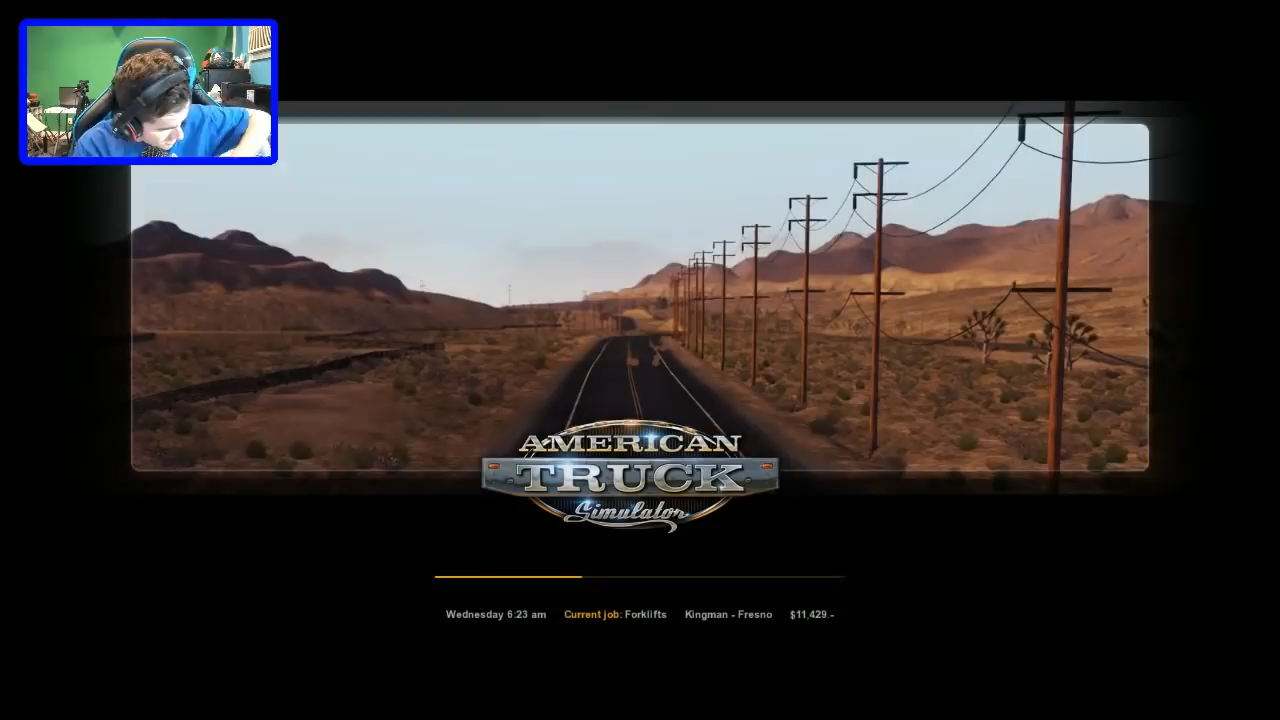 AMERICAN
TRUCK
Simulator
Wednesday 6:23 am Current job: Forklifts Kingman - Fresno $11,429.-